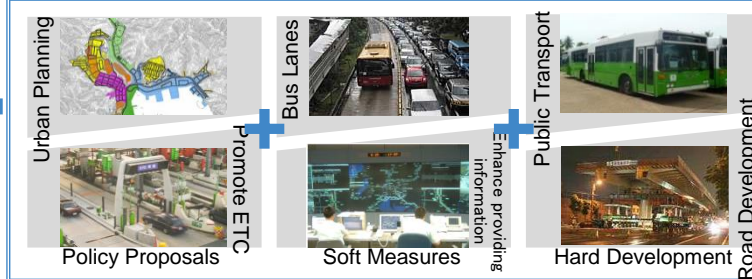 Urban Planning
Promote ETC
Policy Proposals
Bus Lanes
Enhance providing
information
Soft Measures
Public Transport
Road Development
Hard Development